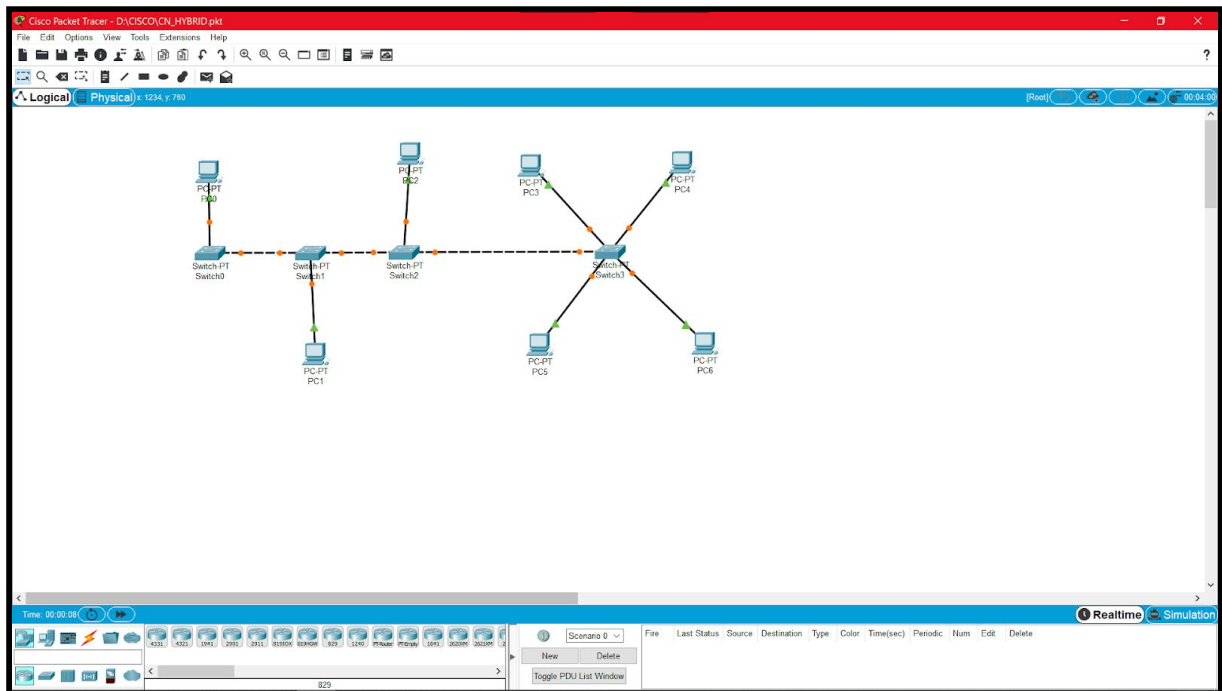 Cisco Packet Tracer - D:\CISCO\CN_HYBRID.pkt
File Edit Options View Tools Extensions Help
?
Logical Physical x: 1234, y: 760 [Root] 00:04:00
PC-PT
PC0
PC-PT
PC2
PC-PT
PC3
PC-PT
PC4
Switch-PT
Switch0
Switch-PT
Switch1
Switch-PT
Switch2
Switch-PT
Switch3
PC-PT
PC1
PC-PT
PC5
PC-PT
PC6
Time: 00:00:08 Realtime Simulation
4331 4321 1941 2901 2911 819IOX 819HGW 829 1240 PT-Router PT-Empty 1841 2620XM 2621XM 2
829
Scenario 0
New Delete
Toggle PDU List Window
Fire Last Status Source Destination Type Color Time(sec) Periodic Num Edit Delete